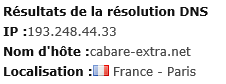 Résultats de la résolution DNS
IP :193.248.44.33
Nom d'hôte :cabare-extra.net
Localisation : France - Paris